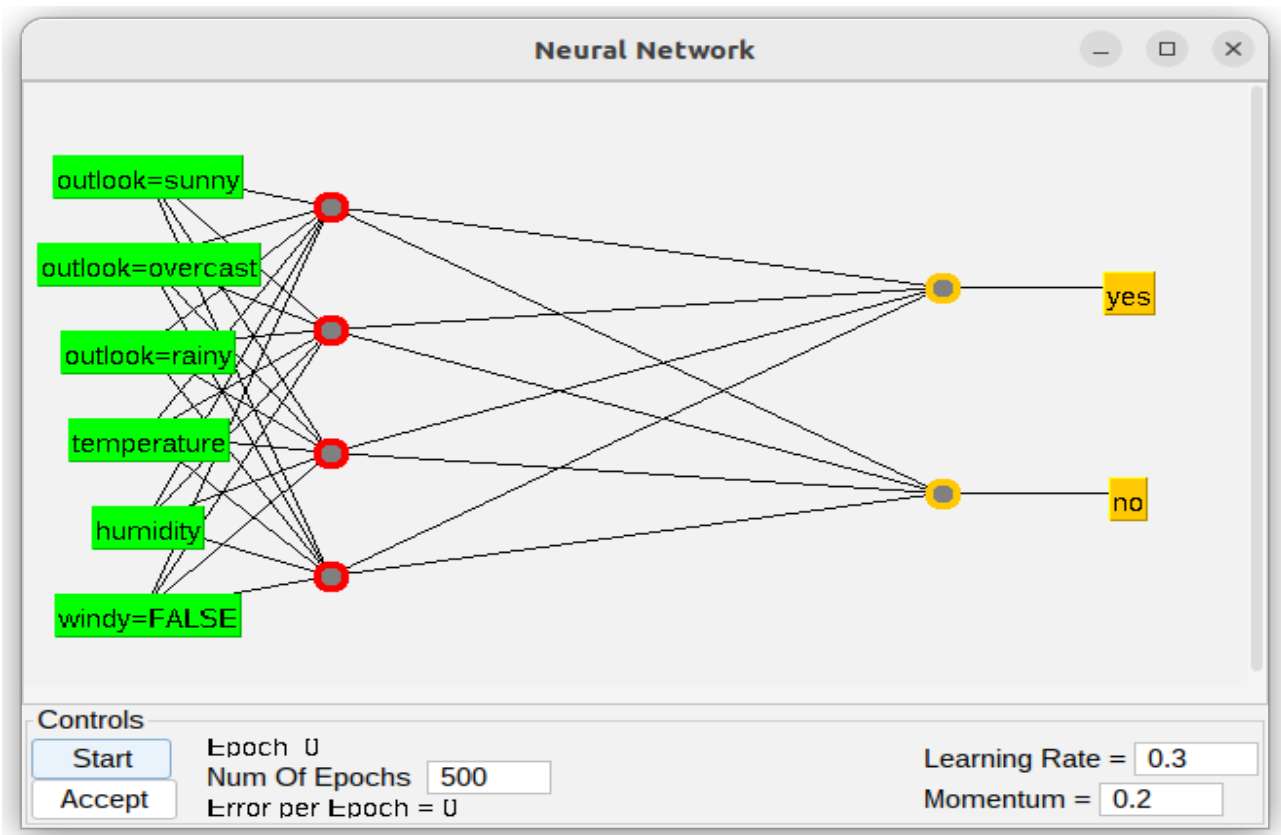 Neural Network
outlook=sunny
outlook=overcast
outlook=rainy
temperature
humidity
windy=FALSE
yes
no
Controls
Start
Accept
Epoch 0
Num Of Epochs 500
Error per Epoch = 0
Learning Rate = 0.3
Momentum = 0.2